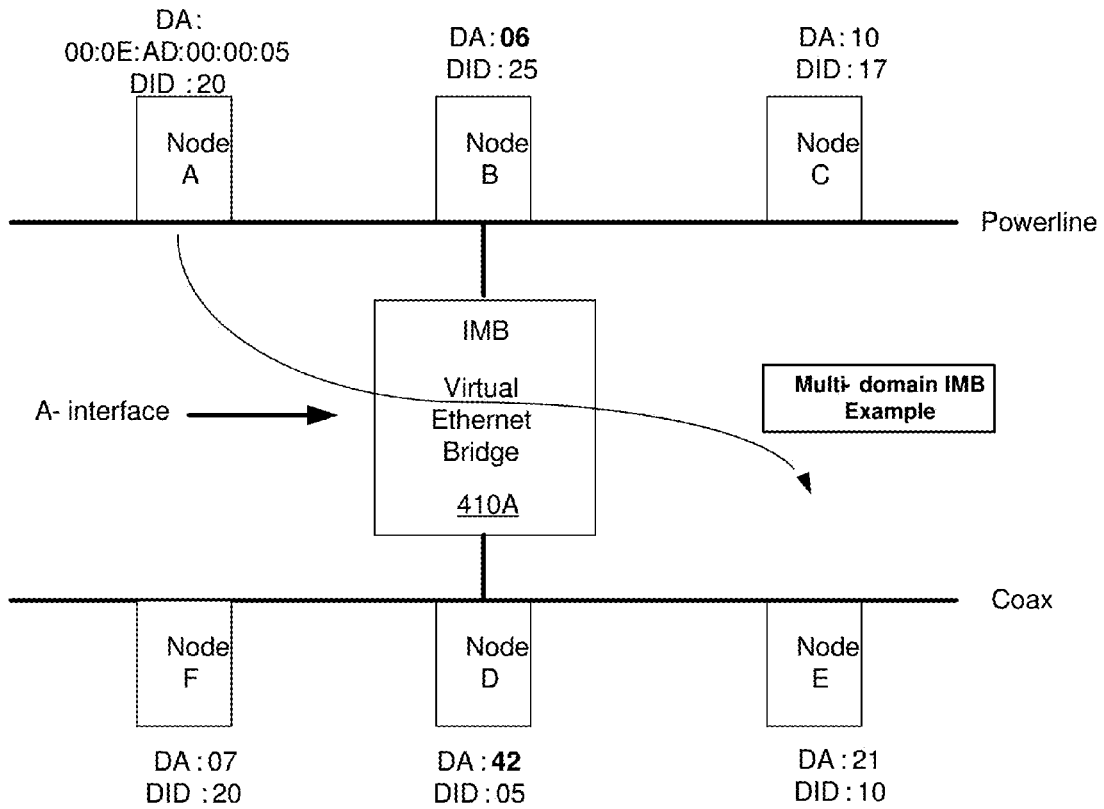 DA:
00:0E:AD:00:00:05
DID :20
DA:06
DID :25
DA:10
DID :17
Node
A
Node
B
Node
C
Powerline
IMB
Virtual
Ethernet
Bridge
410A
A- interface
Multi- domain IMB
Example
Coax
Node
F
Node
D
Node
E
DA :07
DID :20
DA :42
DID :05
DA :21
DID :10